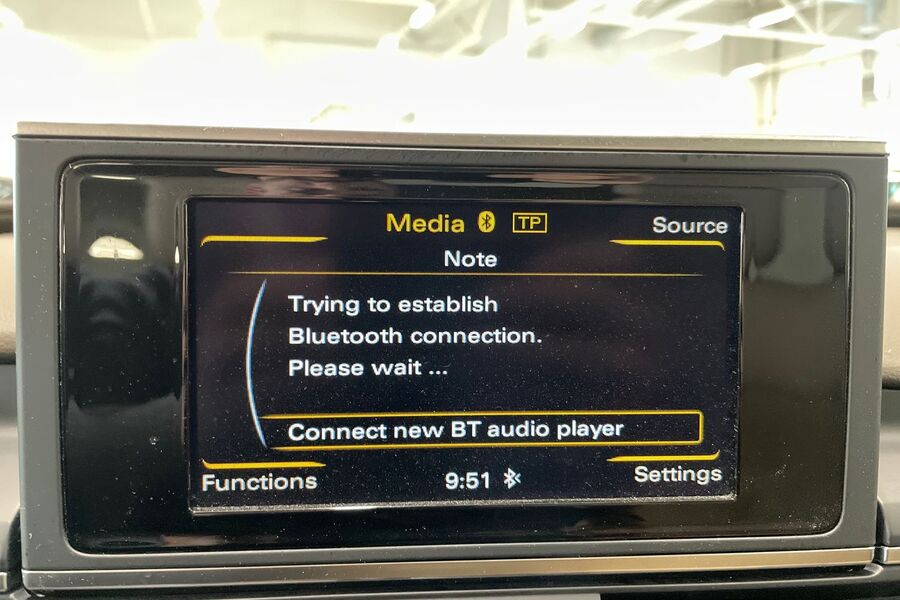 Media TP
Source
Note
Trying to establish
Bluetooth connection.
Please wait ...
Connect new BT audio player
Functions
9:51
Settings